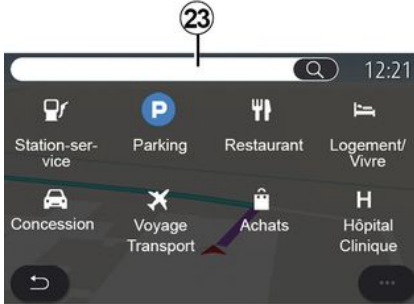 23
12:21
P
Station-ser-
vice
Parking
Restaurant
Logement/
Vivre
H
Concession
Voyage
Transport
Achats
Hôpital
Clinique